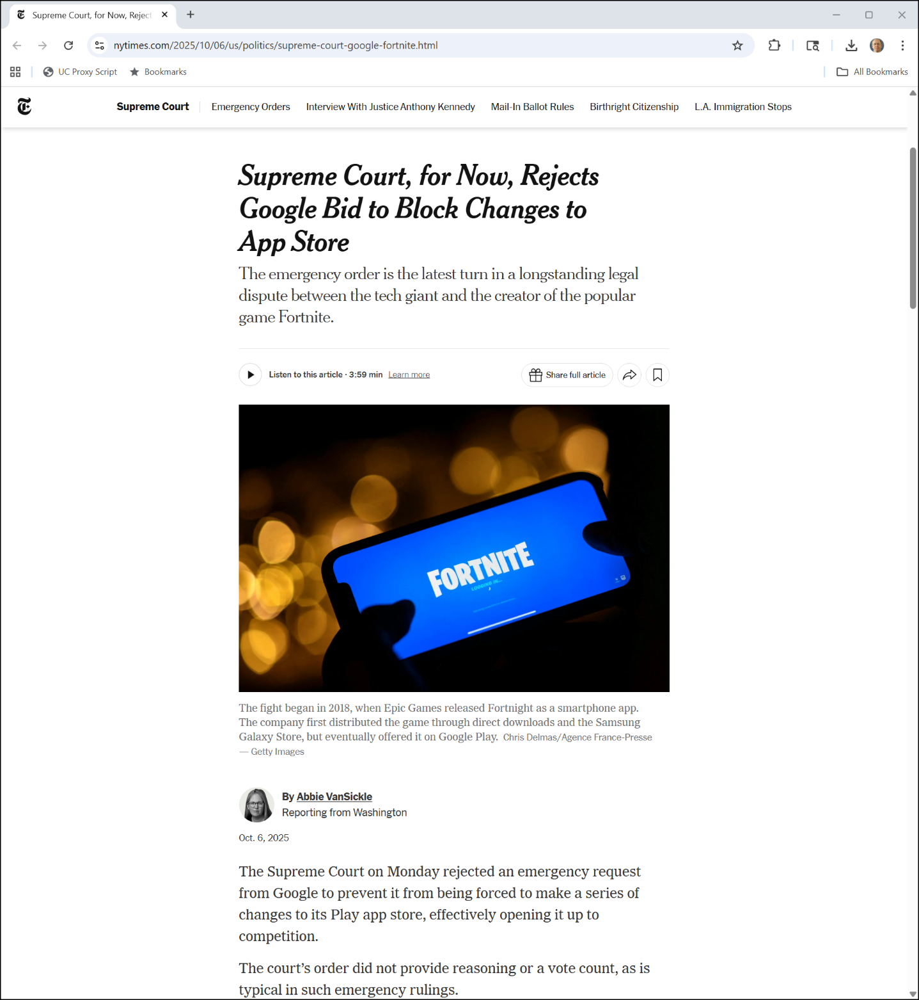 Supreme Court, for Now, Reject
nytimes.com/2025/10/06/us/politics/supreme-court-google-fortnite.html
UC Proxy Script
Bookmarks
All Bookmarks
Supreme Court
Emergency Orders
Interview With Justice Anthony Kennedy
Mail-In Ballot Rules
Birthright Citizenship
L.A. Immigration Stops
Supreme Court, for Now, Rejects
Google Bid to Block Changes to
App Store
The emergency order is the latest turn in a longstanding legal
dispute between the tech giant and the creator of the popular
game Fortnite.
Listen to this article · 3:59 min Learn more
Share full article
FORTNITE
LOGGING IN...
The fight began in 2018, when Epic Games released Fortnight as a smartphone app.
The company first distributed the game through direct downloads and the Samsung
Galaxy Store, but eventually offered it on Google Play. Chris Delmas/Agence France-Presse
— Getty Images
By Abbie VanSickle
Reporting from Washington
Oct. 6, 2025
The Supreme Court on Monday rejected an emergency request
from Google to prevent it from being forced to make a series of
changes to its Play app store, effectively opening it up to
competition.
The court’s order did not provide reasoning or a vote count, as is
typical in such emergency rulings.